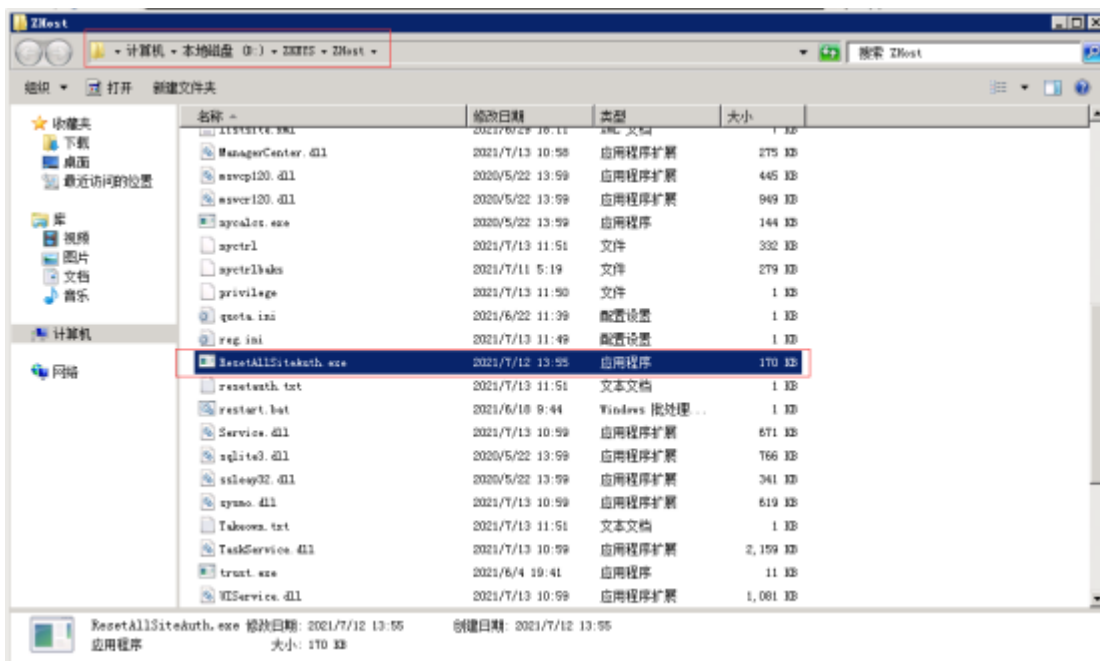 ZHost
计算机 本地磁盘 (D:) ZKEYS ZHost
搜索 ZHost
组织 打开 新建文件夹
收藏夹
下载
桌面
最近访问的位置
库
视频
图片
文档
音乐
计算机
网络
名称 修改日期 类型 大小
listsite.xml 2021/6/29 16:11 XML 文档 1 KB
ManagerCenter.dll 2021/7/13 10:58 应用程序扩展 275 KB
msvcp120.dll 2020/5/22 13:59 应用程序扩展 445 KB
msvcr120.dll 2020/5/22 13:59 应用程序扩展 949 KB
mycalcs.exe 2020/5/22 13:59 应用程序 144 KB
myctrl 2021/7/13 11:51 文件 332 KB
myctrlbaks 2021/7/11 5:19 文件 279 KB
privilege 2021/7/13 11:50 文件 1 KB
quota.ini 2021/6/22 11:39 配置设置 1 KB
reg.ini 2021/7/13 11:49 配置设置 1 KB
ResetAllSiteAuth.exe 2021/7/12 13:55 应用程序 170 KB
resetauth.txt 2021/7/13 11:51 文本文档 1 KB
restart.bat 2021/6/18 9:44 Windows 批处理... 1 KB
Service.dll 2021/7/13 10:59 应用程序扩展 671 KB
sqlite3.dll 2020/5/22 13:59 应用程序扩展 766 KB
ssleay32.dll 2020/5/22 13:59 应用程序扩展 341 KB
sysmo.dll 2021/7/13 10:59 应用程序扩展 619 KB
Takeown.txt 2021/7/13 11:51 文本文档 1 KB
TaskService.dll 2021/7/13 10:59 应用程序扩展 2,159 KB
trust.exe 2021/6/4 19:41 应用程序 11 KB
2021/7/13 10:59 应用程序扩展 1,081 KB
ResetAllSiteAuth.exe 修改日期: 2021/7/12 13:55 创建日期: 2021/7/12 13:55
应用程序 大小: 170 KB